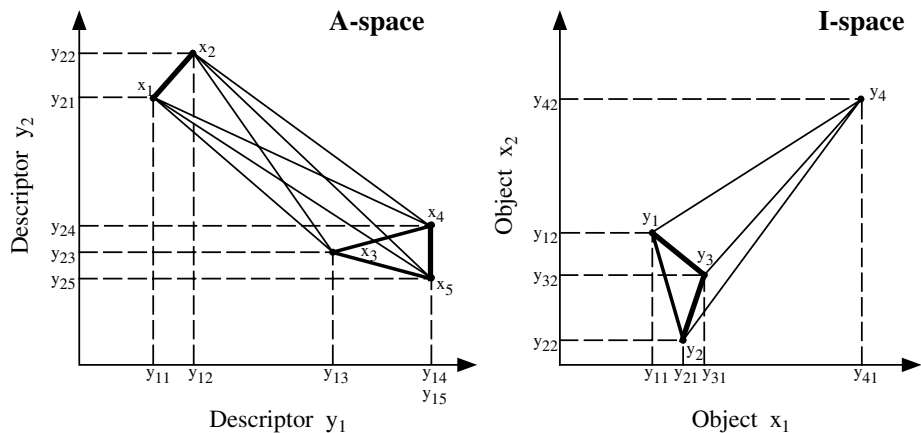 A-space
Descriptor y₂
y₂₂
y₂₁
y₂₄
y₂₃
y₂₅
x₂
x₁
x₄
x₃
x₅
y₁₁
y₁₂
y₁₃
y₁₄
y₁₅
Descriptor y₁
I-space
Object x₂
y₄₂
y₁₂
y₃₂
y₂₂
y₄
y₁
y₃
y₂
y₁₁
y₂₁
y₃₁
y₄₁
Object x₁